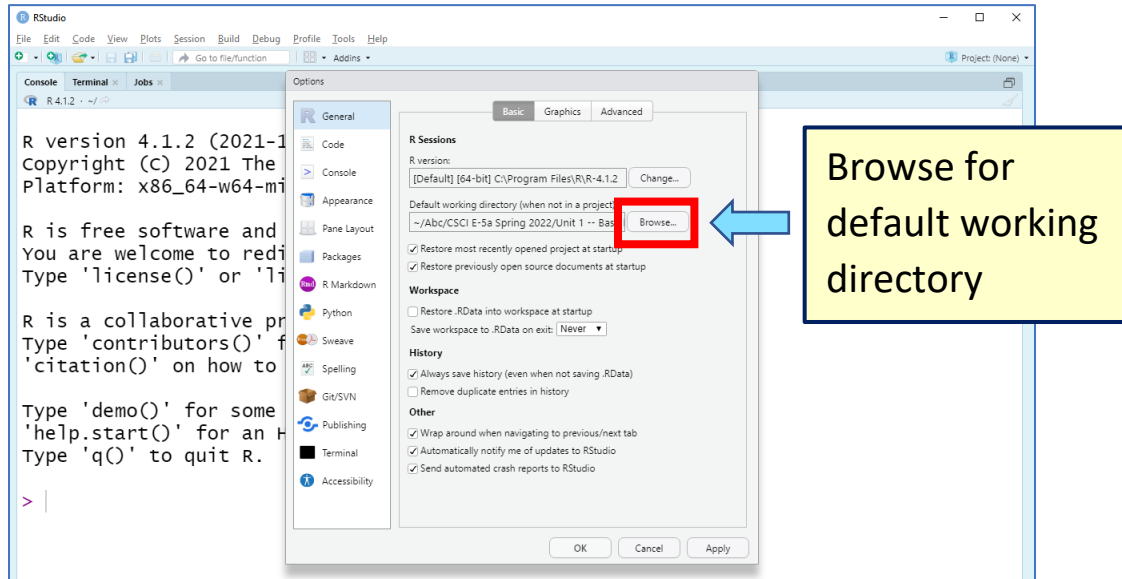 RStudio
File Edit Code View Plots Session Build Debug Profile Tools Help
Go to file/function Addins Project: (None)
Console Terminal Jobs
R 4.1.2 · ~/
R version 4.1.2 (2021-1
Copyright (C) 2021 The
Platform: x86_64-w64-mi
R is free software and
You are welcome to redi
Type 'license()' or 'li
R is a collaborative pr
Type 'contributors()' f
'citation()' on how to
Type 'demo()' for some
'help.start()' for an H
Type 'q()' to quit R.
>
Options
General
Code
Console
Appearance
Pane Layout
Packages
R Markdown
Python
Sweave
Spelling
Git/SVN
Publishing
Terminal
Accessibility
Basic Graphics Advanced
R Sessions
R version:
[Default] [64-bit] C:\Program Files\R\R-4.1.2 Change...
Default working directory (when not in a project)
~/Abc/CSCI E-5a Spring 2022/Unit 1 -- Bas Browse...
Restore most recently opened project at startup
Restore previously open source documents at startup
Workspace
Restore .RData into workspace at startup
Save workspace to .RData on exit: Never
History
Always save history (even when not saving .RData)
Remove duplicate entries in history
Other
Wrap around when navigating to previous/next tab
Automatically notify me of updates to RStudio
Send automated crash reports to RStudio
OK Cancel Apply
Browse for
default working
directory